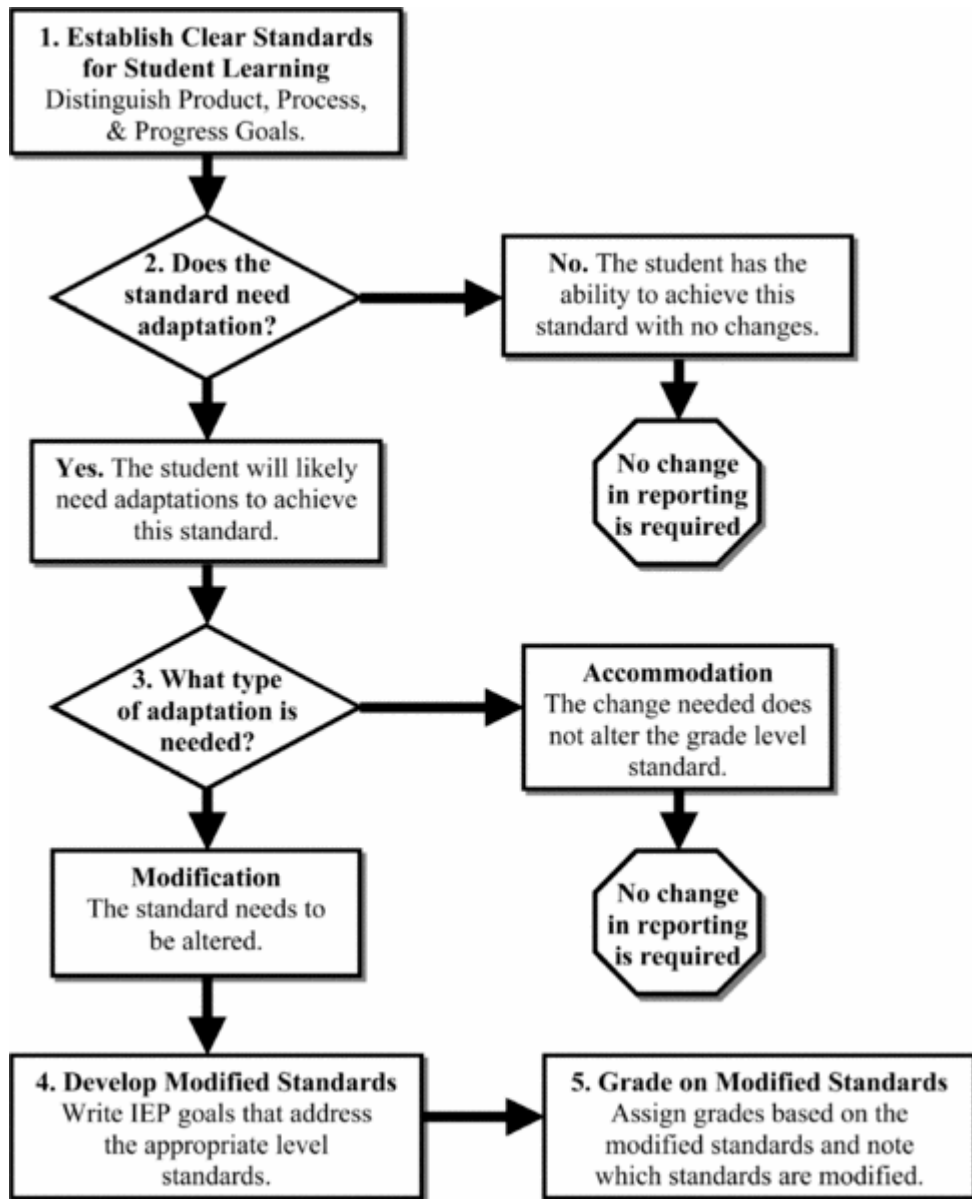 1. Establish Clear Standards
for Student Learning
Distinguish Product, Process,
& Progress Goals.
2. Does the
standard need
adaptation?
No. The student has the
ability to achieve this
standard with no changes.
Yes. The student will likely
need adaptations to achieve
this standard.
No change
in reporting
is required
3. What type
of adaptation is
needed?
Accommodation
The change needed does
not alter the grade level
standard.
Modification
The standard needs to
be altered.
No change
in reporting
is required
4. Develop Modified Standards
Write IEP goals that address
the appropriate level
standards.
5. Grade on Modified Standards
Assign grades based on the
modified standards and note
which standards are modified.